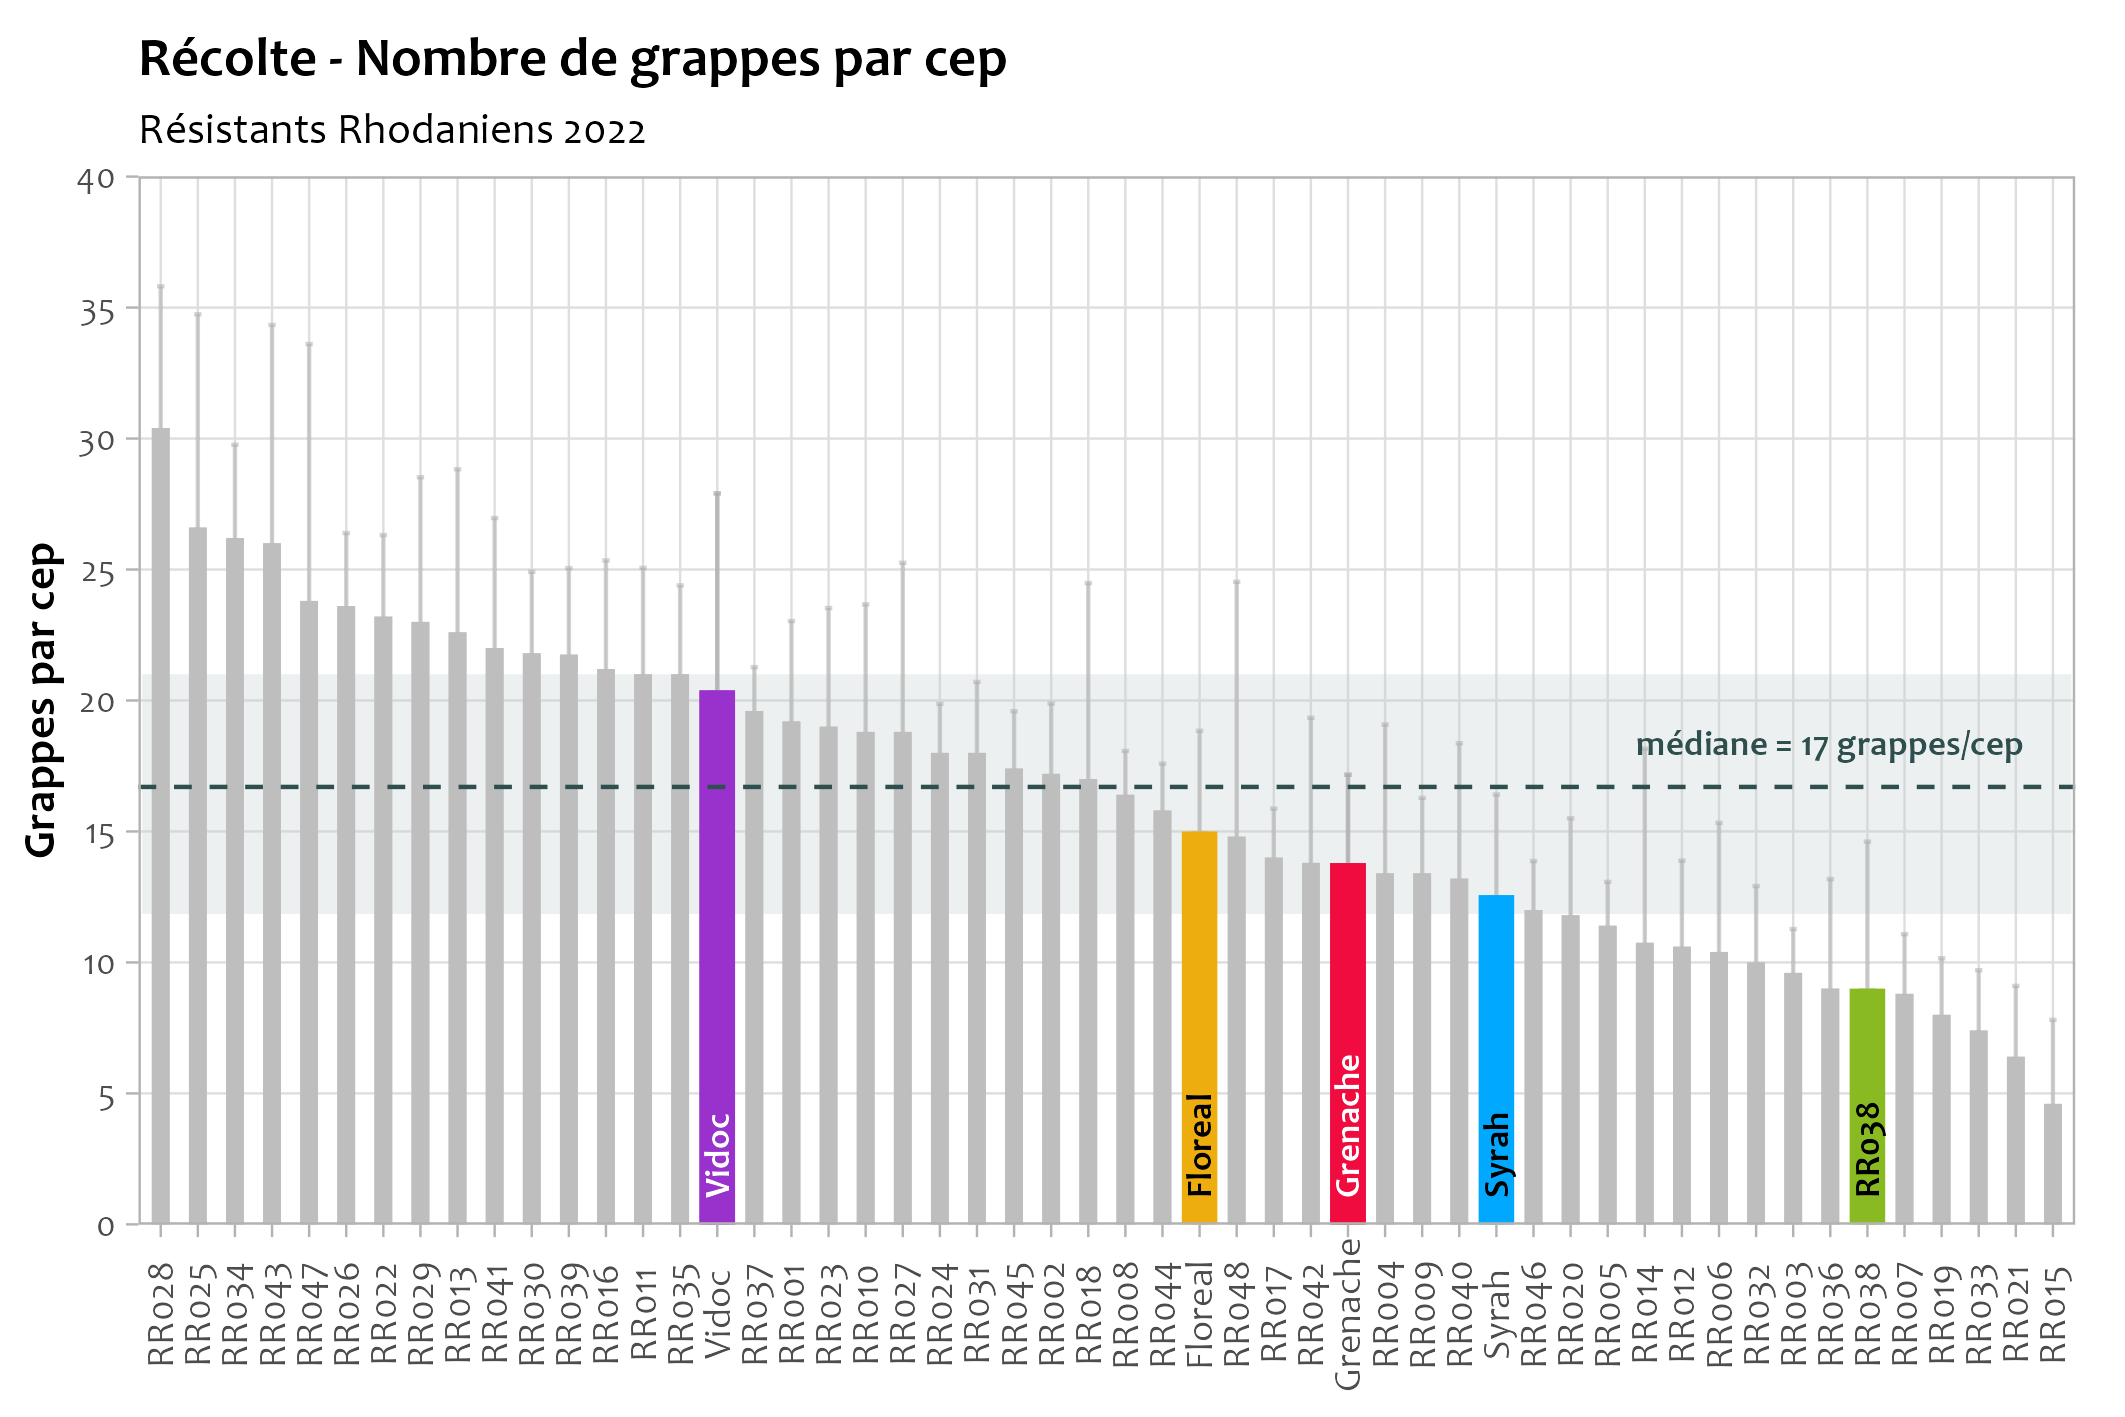 Récolte - Nombre de grappes par cep
Résistants Rhodaniens 2022
Grappes par cep
40
35
30
25
20
15
10
5
0
médiane = 17 grappes/cep
Vidoc
Floreal
Grenache
Syrah
RR038
RR028
RR025
RR034
RR043
RR047
RR026
RR022
RR029
RR013
RR041
RR030
RR039
RR016
RR011
RR035
Vidoc
RR037
RR001
RR023
RR010
RR027
RR024
RR031
RR045
RR002
RR018
RR008
RR044
Floreal
RR048
RR017
RR042
Grenache
RR004
RR009
RR040
Syrah
RR046
RR020
RR005
RR014
RR012
RR006
RR032
RR003
RR036
RR038
RR007
RR019
RR033
RR021
RR015